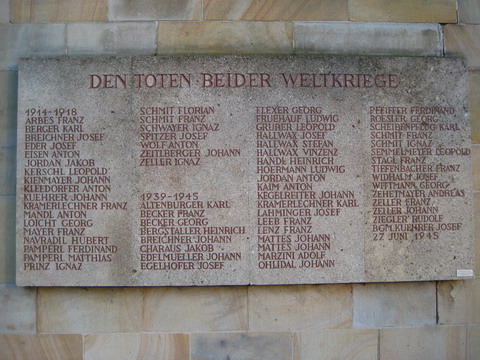 DEN TOTEN BEIDER WELTKRIEGE
1914-1918
ARBES FRANZ
BERGER KARL
BREICHNER JOSEF
EDER JOSEF
EISEN ANTON
JORDAN JAKOB
KERSCHL LEOPOLD
KIENMAYER JOHANN
KLEEDORFER ANTON
KUEHRER JOHANN
KRAMERLECHNER FRANZ
MANDL ANTON
LOICHT GEORG
MAYER FRANZ
NAVRADIL HUBERT
PAMPERL FERDINAND
PAMPERL MATTHIAS
PRINZ IGNAZ
SCHMIT FLORIAN
SCHMIT FRANZ
SCHWAYER IGNAZ
SPITZER JOSEF
WOLF ANTON
ZEITLBERGER JOHANN
ZELLER IGNAZ
1939-1945
ALTENBURGER KARL
BECKER FRANZ
BECKER GEORG
BERGSTALLER HEINRICH
BREICHNER JOHANN
CHARAUS JAKOB
EDELMUELLER JOHANN
EGELHOFER JOSEF
FLEXER GEORG
FRUEHAUF LUDWIG
GRUBER LEOPOLD
HALLWAX JOSEF
HALLWAX STEFAN
HALLWAX VINZENZ
HANDL HEINRICH
HOERMANN LUDWIG
JORDAN ANTON
KAIM ANTON
KEGELREITER JOHANN
KRAMERLECHNER KARL
LAHMINGER JOSEF
LEEB FRANZ
LENZ FRANZ
MATTES JOHANN
MATTES JOHANN
MARZINI ADOLF
OHLIDAL JOHANN
PFEIFFER FERDINAND
ROESLER GEORG
SCHEIBENPFLUG KARL
SCHMIT FRANZ
SCHMIT IGNAZ
SEMMELMEYER LEOPOLD
STAGL FRANZ
TIEFENBACHER FRANZ
WIDHALM JOSEF
WITTMANN GEORG
ZEHETMAYER ANDREAS
ZELLER FRANZ
ZELLER JOHANN
ZIEGLER RUDOLF
BGM. KUEHRER JOSEF
27. JUNI 1945